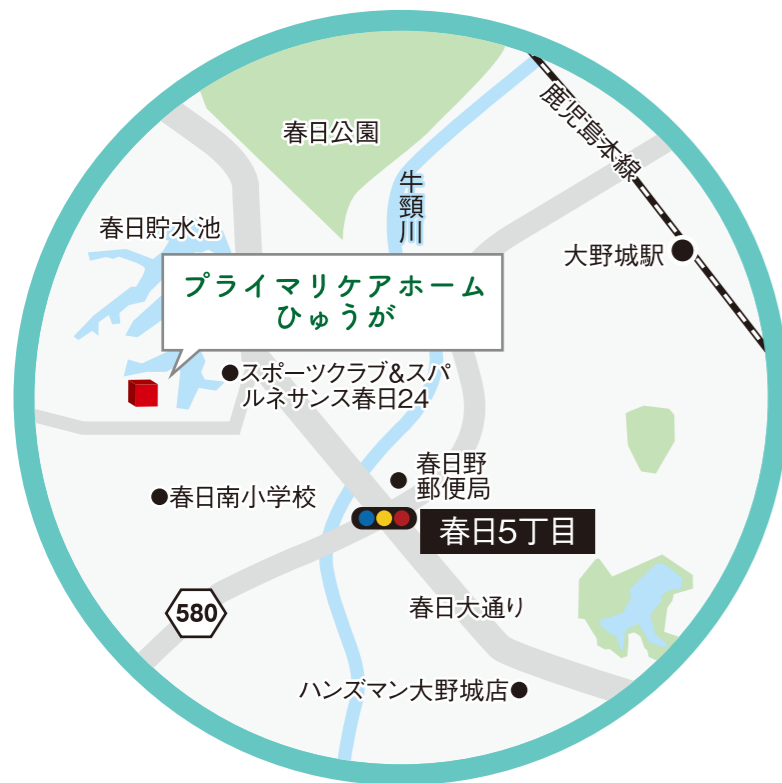 春日公園
鹿児島本線
牛頸川
春日貯水池
大野城駅
プライマリケアホーム
ひゅうが
スポーツクラブ&スパ
ルネサンス春日24
春日野
郵便局
春日南小学校
春日5丁目
580
春日大通り
ハンズマン大野城店